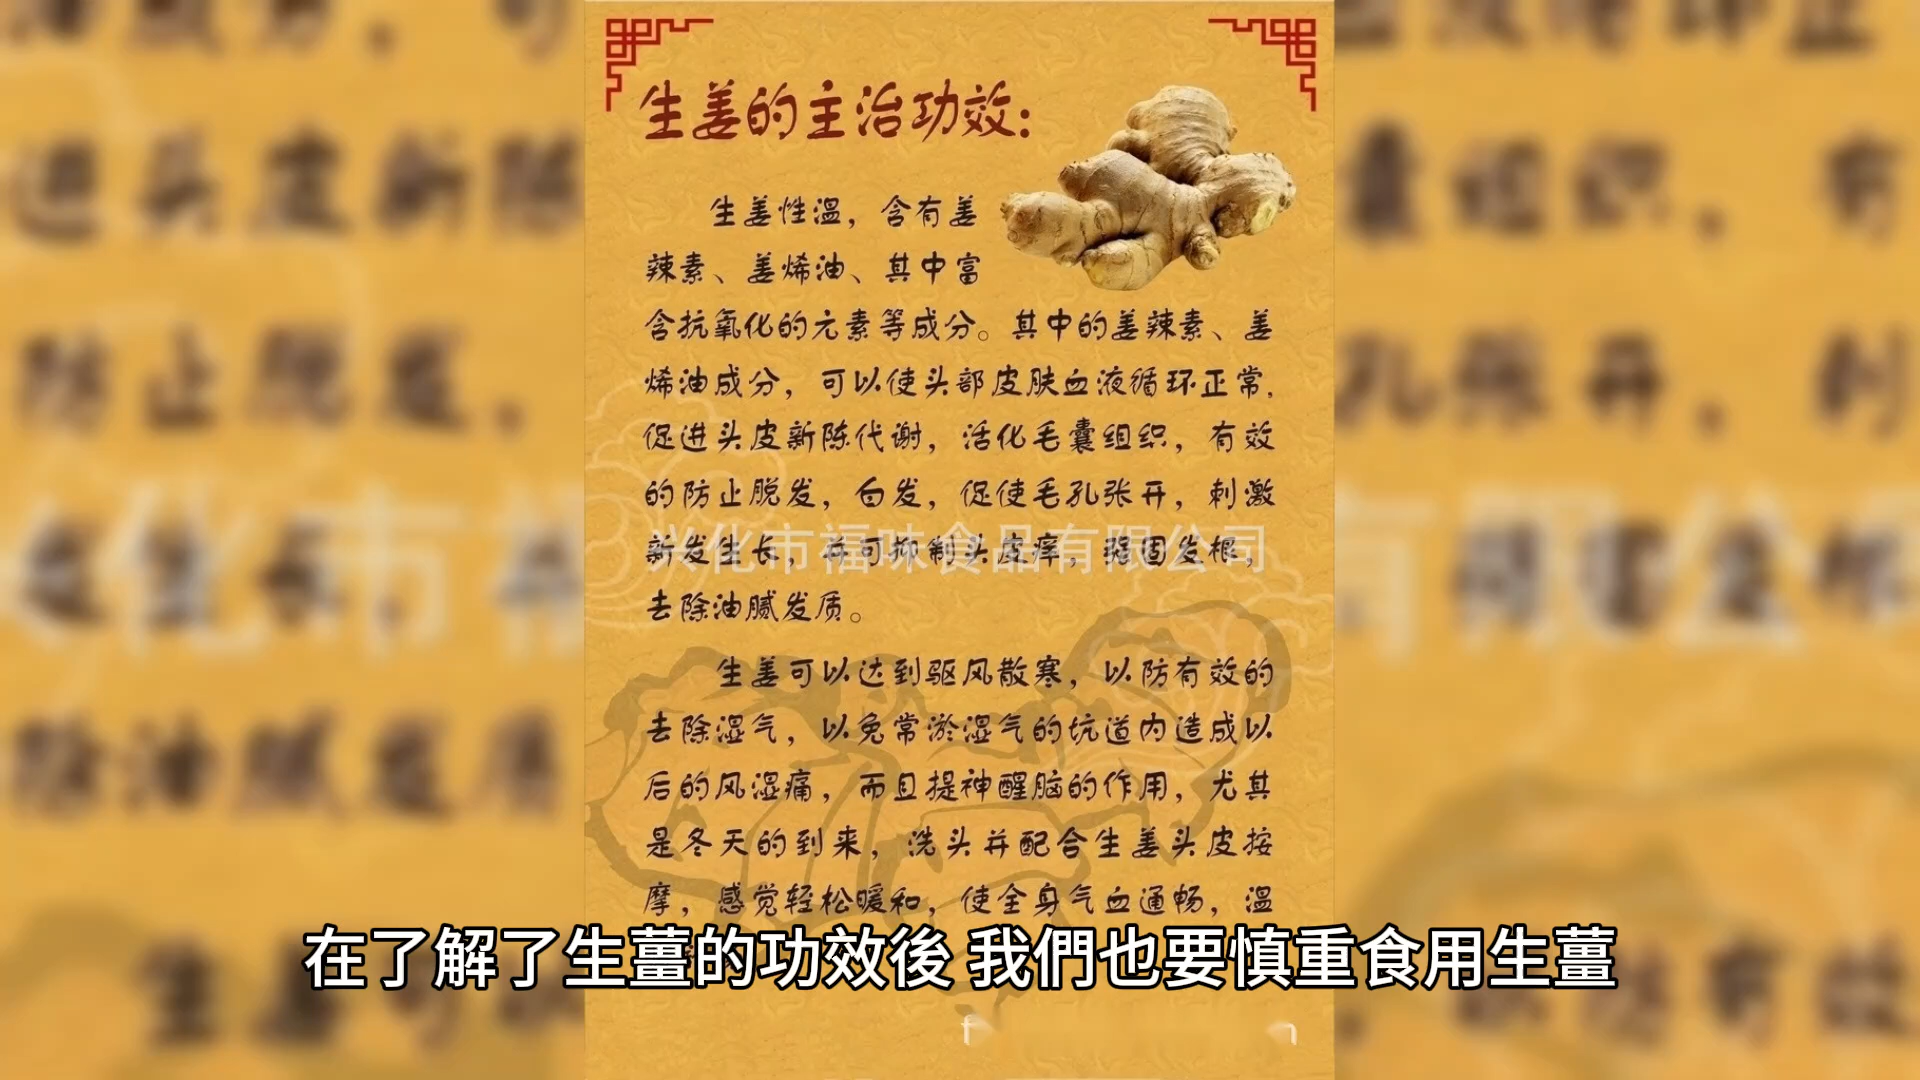 生姜的主治功效：
生姜性温，含有姜
辣素、姜烯油、其中富
含抗氧化的元素等成分。其中的姜辣素、姜
烯油成分，可以使头部皮肤血液循环正常.
促进头皮新陈代谢，活化毛囊组织，有效
的防止脱发，白发，促使毛孔张开，刺激
新发生长，并可抑制头皮痒，强固发根，
兴化市福味食品有限公司
去除油腻发质。
生姜可以达到驱风散寒，以防有效的
去除湿气，以免常淤湿气的坑道内造成以
后的风湿痛，而且提神醒脑的作用，尤其
是冬天的到来，洗头并配合生姜头皮按
摩，感觉轻松暖和，使全身气血通畅，温
在了解了生薑的功效後 我們也要慎重食用生薑